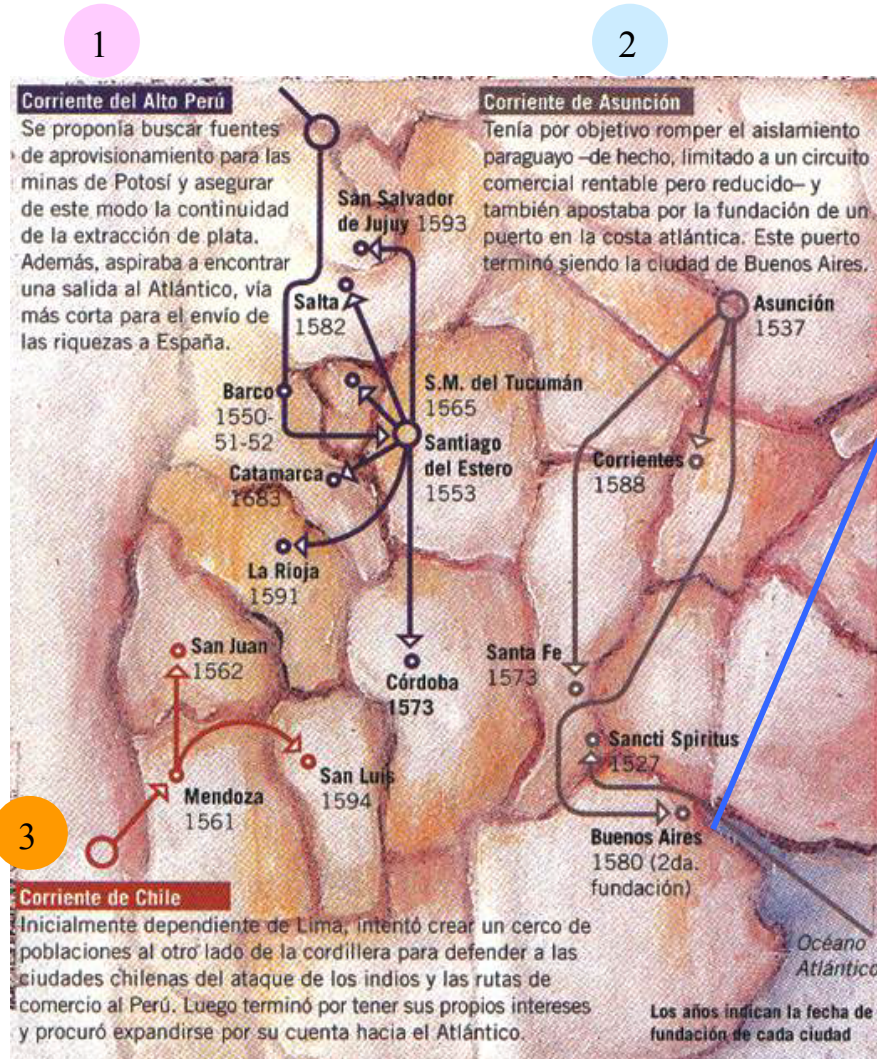 1
2
Corriente del Alto Perú
Se proponía buscar fuentes
de aprovisionamiento para las
minas de Potosí y asegurar
de este modo la continuidad
de la extracción de plata.
Además, aspiraba a encontrar
una salida al Atlántico, vía
más corta para el envío de
las riquezas a España.
Corriente de Asunción
Tenía por objetivo romper el aislamiento
paraguayo –de hecho, limitado a un circuito
comercial rentable pero reducido– y
también apostaba por la fundación de un
puerto en la costa atlántica. Este puerto
terminó siendo la ciudad de Buenos Aires.
San Salvador
de Jujuy 1593
Salta
1582
Asunción
1537
Barco
1550-
51-52
S.M. del Tucumán
1565
Santiago
del Estero
1553
Catamarca
1683
Corrientes
1588
La Rioja
1591
San Juan
1562
Córdoba
1573
Santa Fe
1573
Sancti Spiritus
1527
San Luis
1594
Mendoza
1561
Buenos Aires
1580 (2da.
fundación)
3
Corriente de Chile
Inicialmente dependiente de Lima, intentó crear un cerco de
poblaciones al otro lado de la cordillera para defender a las
ciudades chilenas del ataque de los indios y las rutas de
comercio al Perú. Luego terminó por tener sus propios intereses
y procuró expandirse por su cuenta hacia el Atlántico.
Océano
Atlántico
Los años indican la fecha de
fundación de cada ciudad